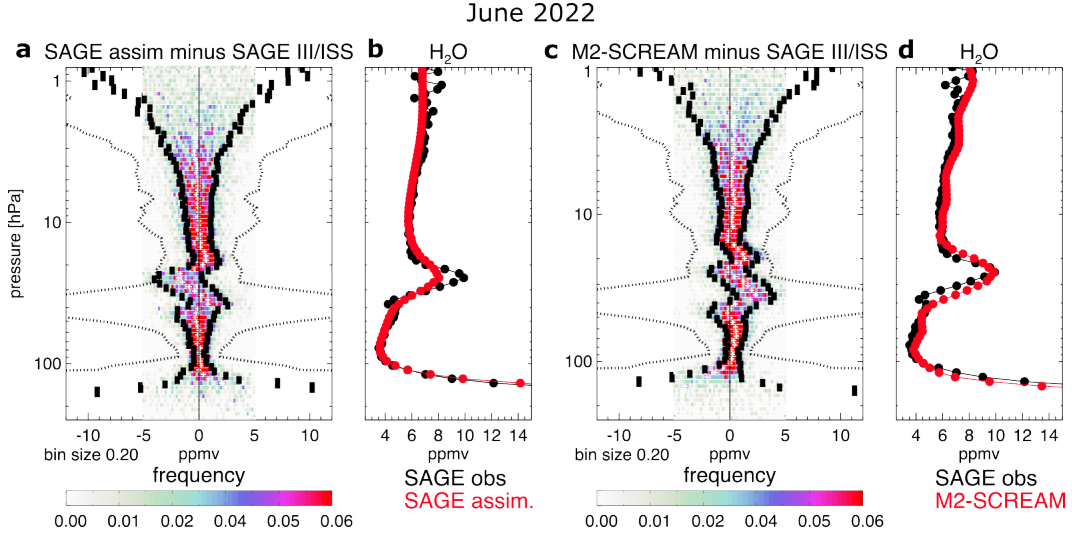 June 2022
a SAGE assim minus SAGE III/ISS
b H₂O
c M2-SCREAM minus SAGE III/ISS
d H₂O
pressure [hPa]
1
10
100
-10 -5 0 5 10
ppmv
bin size 0.20
frequency
0.00 0.01 0.02 0.04 0.05 0.06
4 6 8 10 12 14
ppmv
SAGE obs
SAGE assim.
1
10
100
-10 -5 0 5 10
ppmv
bin size 0.20
frequency
0.00 0.01 0.02 0.04 0.05 0.06
4 6 8 10 12 14
ppmv
SAGE obs
M2-SCREAM